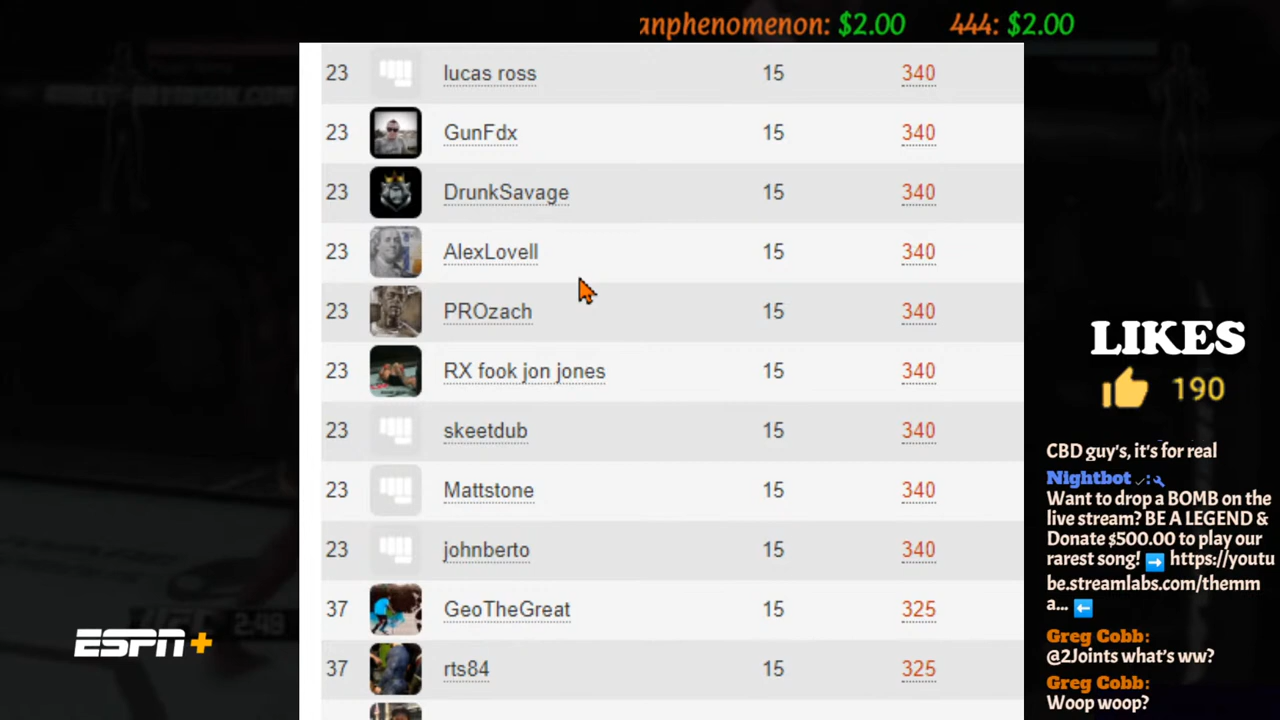 anphenomenon: $2.00 444: $2.00
23 lucas ross 15 340
23 GunFdx 15 340
23 DrunkSavage 15 340
23 AlexLovell 15 340
23 PROzach 15 340
23 RX fook jon jones 15 340
23 skeetdub 15 340
23 Mattstone 15 340
23 johnberto 15 340
37 GeoTheGreat 15 325
37 rts84 15 325
ESPN+
2:48
LIKES
190
CBD guy's, it's for real
Nightbot
Want to drop a BOMB on the
live stream? BE A LEGEND &
Donate $500.00 to play our
rarest song! ➡ https://youtu
be.streamlabs.com/themm
a... ⬅
Greg Cobb:
@2Joints what's ww?
Greg Cobb:
Woop woop?